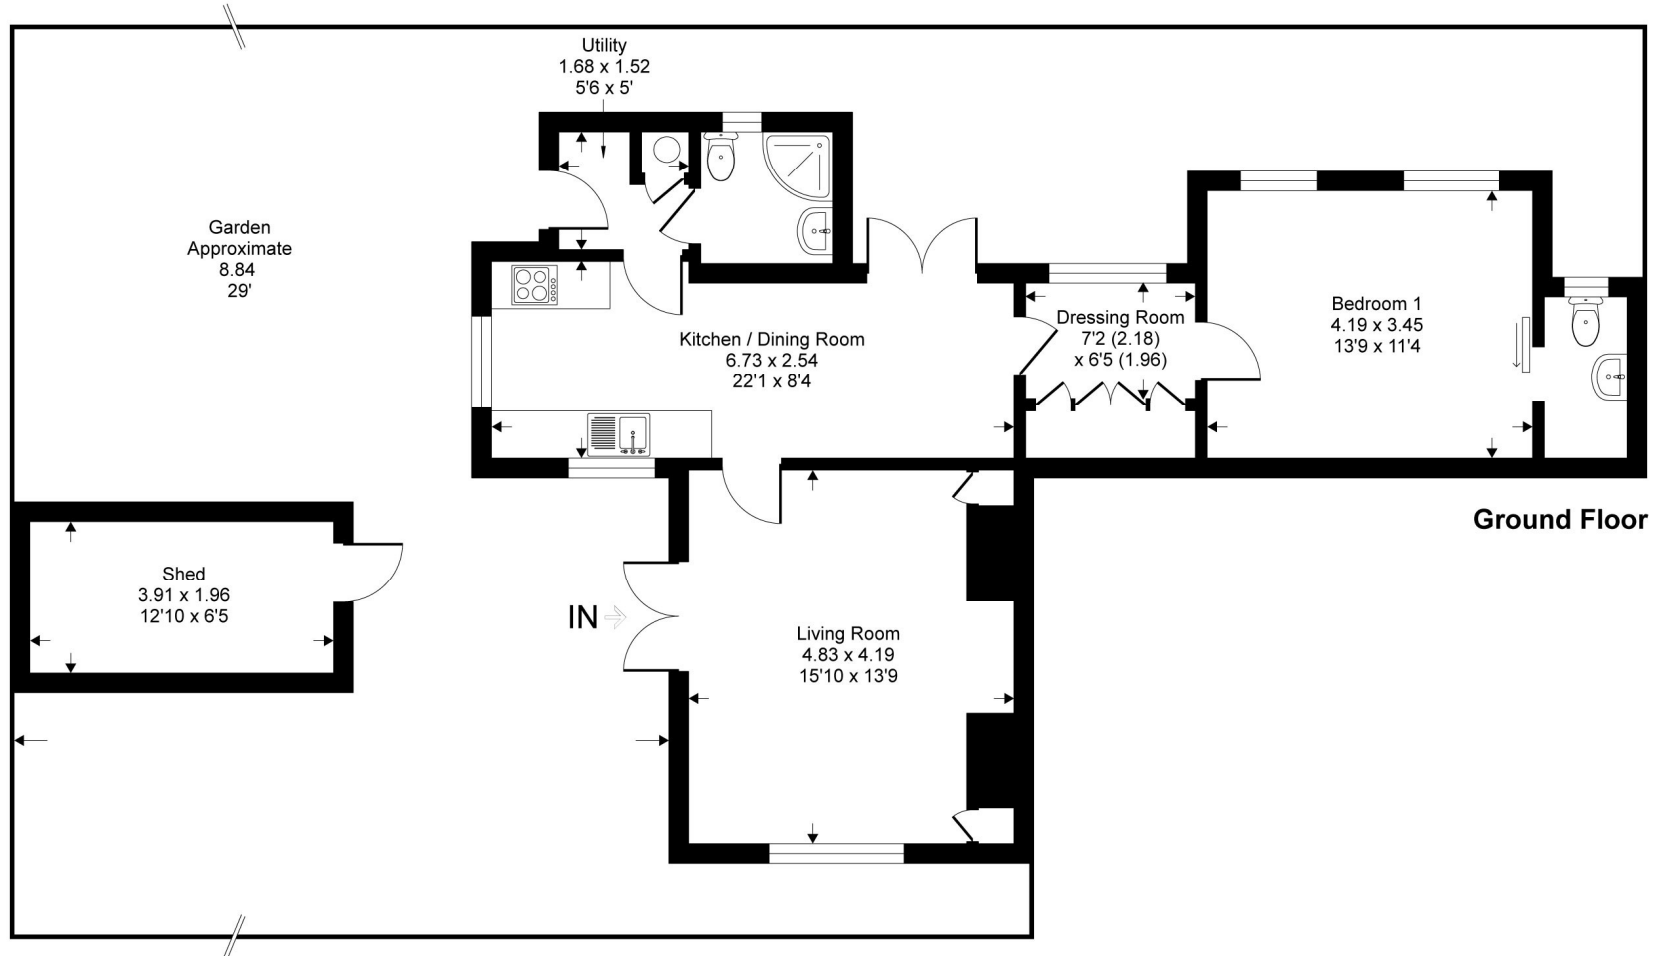 Utility
1.68 x 1.52
5'6 x 5'
Garden
Approximate
8.84
29'
Kitchen / Dining Room
6.73 x 2.54
22'1 x 8'4
Dressing Room
7'2 (2.18)
x 6'5 (1.96)
Bedroom 1
4.19 x 3.45
13'9 x 11'4
Ground Floor
Shed
3.91 x 1.96
12'10 x 6'5
IN
Living Room
4.83 x 4.19
15'10 x 13'9